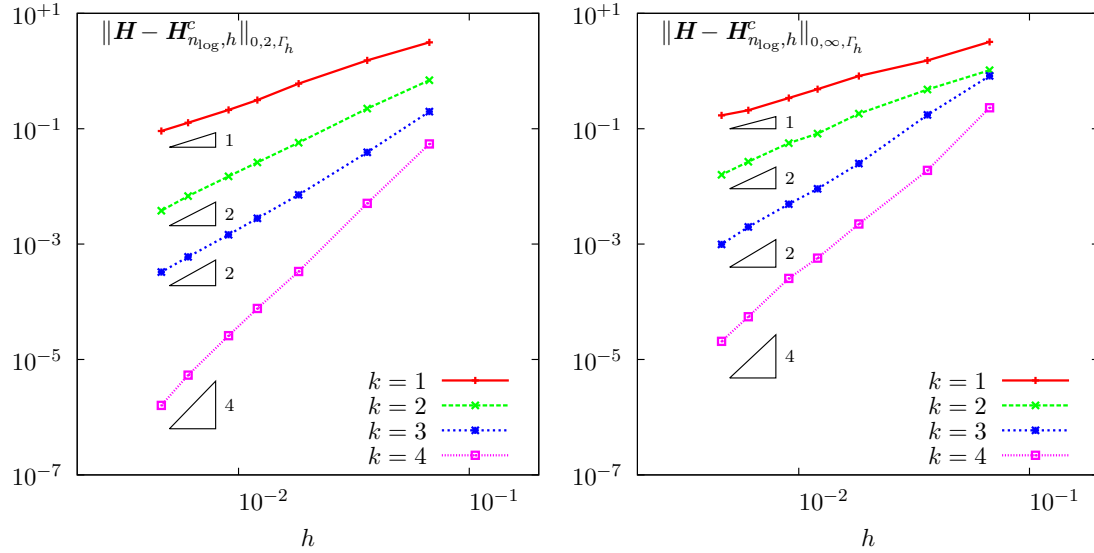 ‖H − H^c_{n_log,h}‖_{0,2,Γ_h}
10^{+1}
10^{−1}
10^{−3}
10^{−5}
10^{−7}
1
2
2
4
k = 1
k = 2
k = 3
k = 4
10^{−2}
10^{−1}
h
‖H − H^c_{n_log,h}‖_{0,∞,Γ_h}
10^{+1}
10^{−1}
10^{−3}
10^{−5}
10^{−7}
1
2
2
4
k = 1
k = 2
k = 3
k = 4
10^{−2}
10^{−1}
h